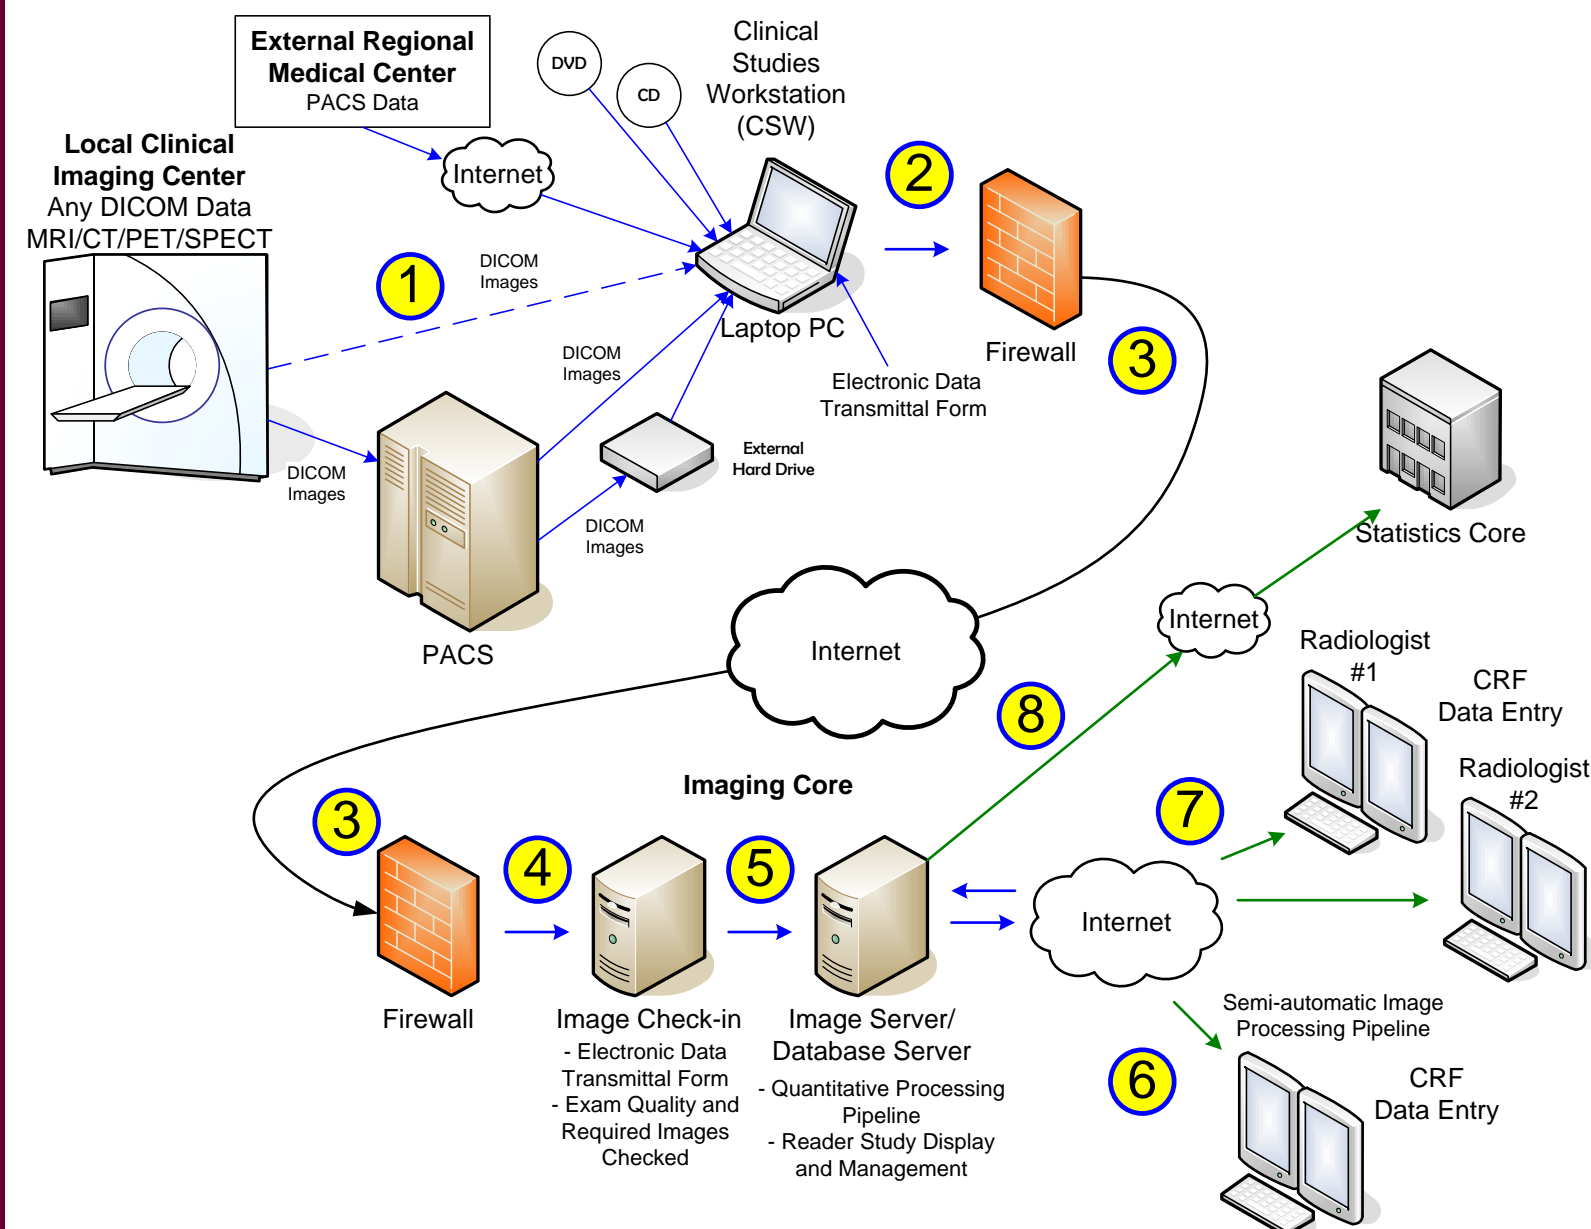 External Regional
Medical Center
PACS Data
DVD
CD
Clinical
Studies
Workstation
(CSW)
Local Clinical
Imaging Center
Any DICOM Data
MRI/CT/PET/SPECT
Internet
2
1
DICOM
Images
Laptop PC
Firewall
3
DICOM
Images
Electronic Data
Transmittal Form
External
Hard Drive
DICOM
Images
DICOM
Images
PACS
Statistics Core
Internet
Internet
Radiologist
#1
CRF
Data Entry
8
Radiologist
#2
Imaging Core
3
4
5
7
Internet
Firewall
Image Check-in
- Electronic Data
Transmittal Form
- Exam Quality and
Required Images
Checked
Image Server/
Database Server
- Quantitative Processing
Pipeline
- Reader Study Display
and Management
Semi-automatic Image
Processing Pipeline
6
CRF
Data Entry